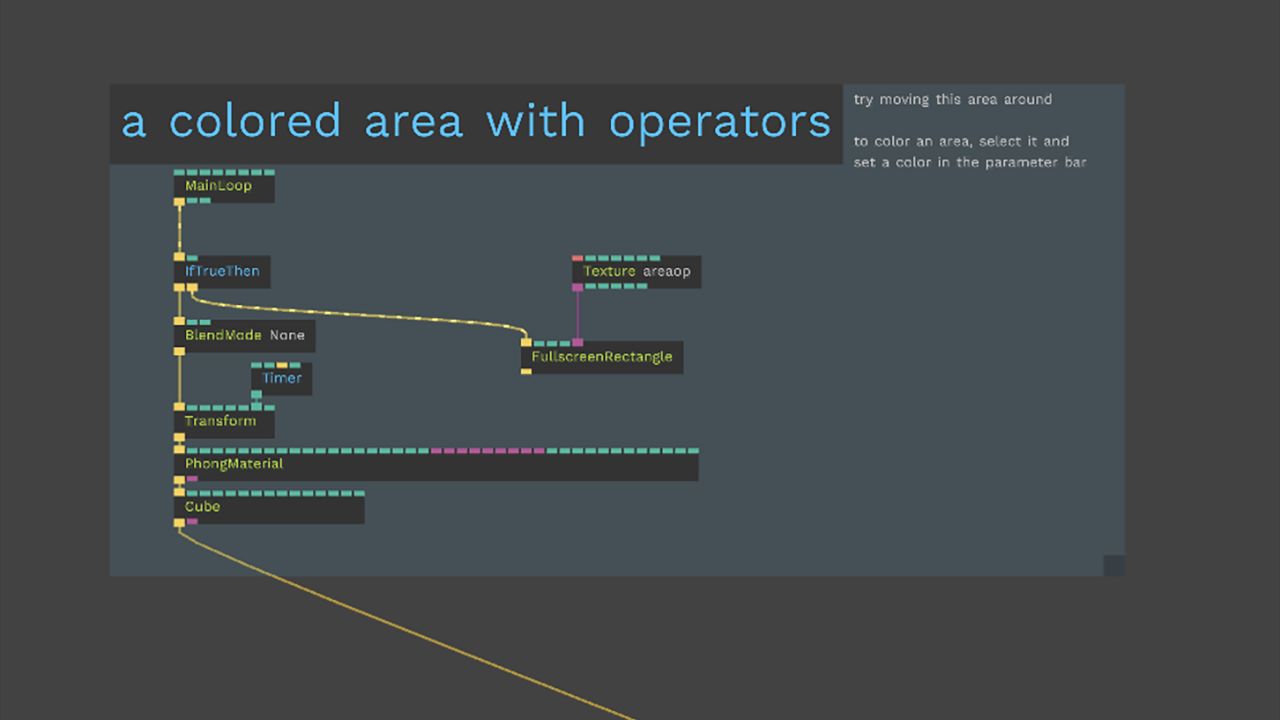 a colored area with operators
try moving this area around
to color an area, select it and
set a color in the parameter bar
MainLoop
IfTrueThen
Texture areaop
BlendMode None
FullscreenRectangle
Timer
Transform
PhongMaterial
Cube